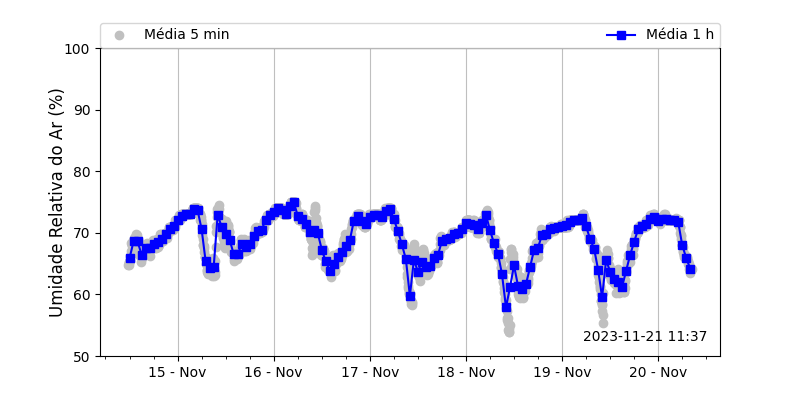 Média 5 min
Média 1 h
Umidade Relativa do Ar (%)
100
90
80
70
60
50
2023-11-21 11:37
15 - Nov
16 - Nov
17 - Nov
18 - Nov
19 - Nov
20 - Nov